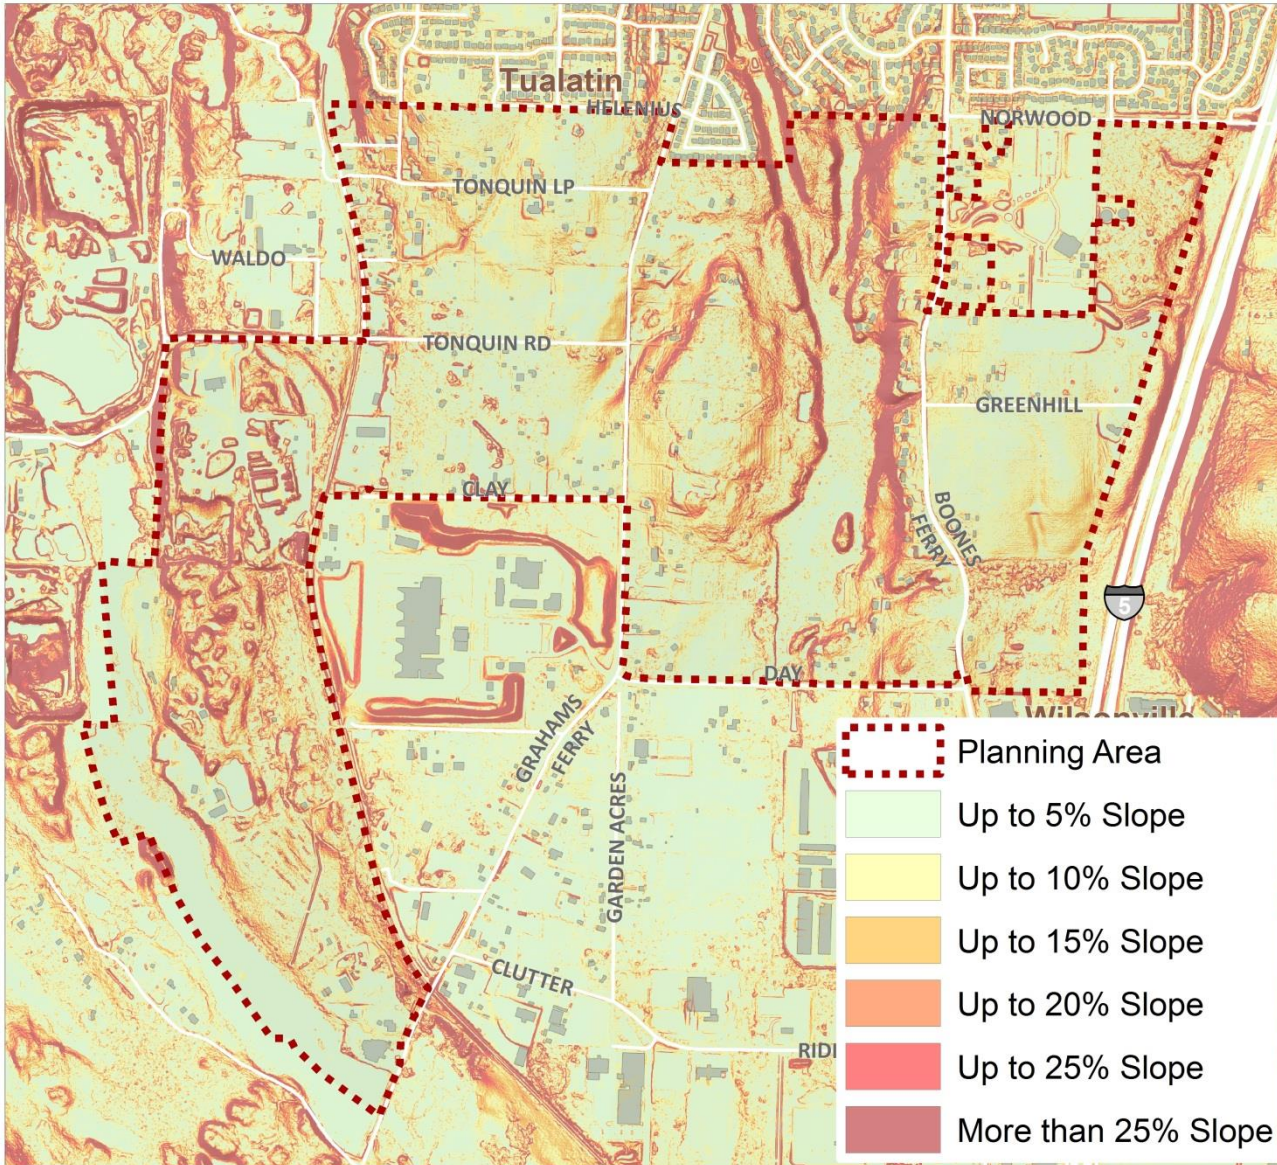 Tualatin
HELENIUS
NORWOOD
TONQUIN LP
WALDO
TONQUIN RD
GREENHILL
CLAY
BOONES
FERRY
5
DAY
Wilsonville
GRAHAMS
FERRY
GARDEN ACRES
CLUTTER
RIDI
Planning Area
Up to 5% Slope
Up to 10% Slope
Up to 15% Slope
Up to 20% Slope
Up to 25% Slope
More than 25% Slope